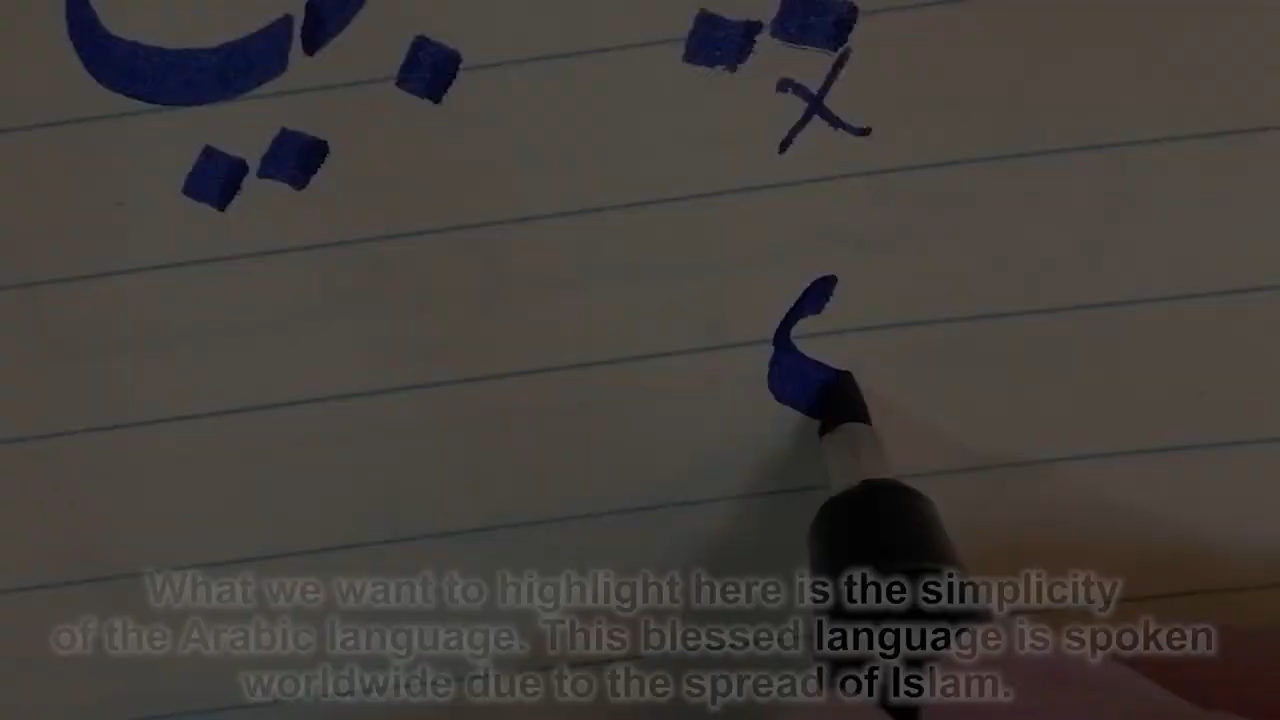 What we want to highlight here is the simplicity
of the Arabic language. This blessed language is spoken
worldwide due to the spread of Islam.